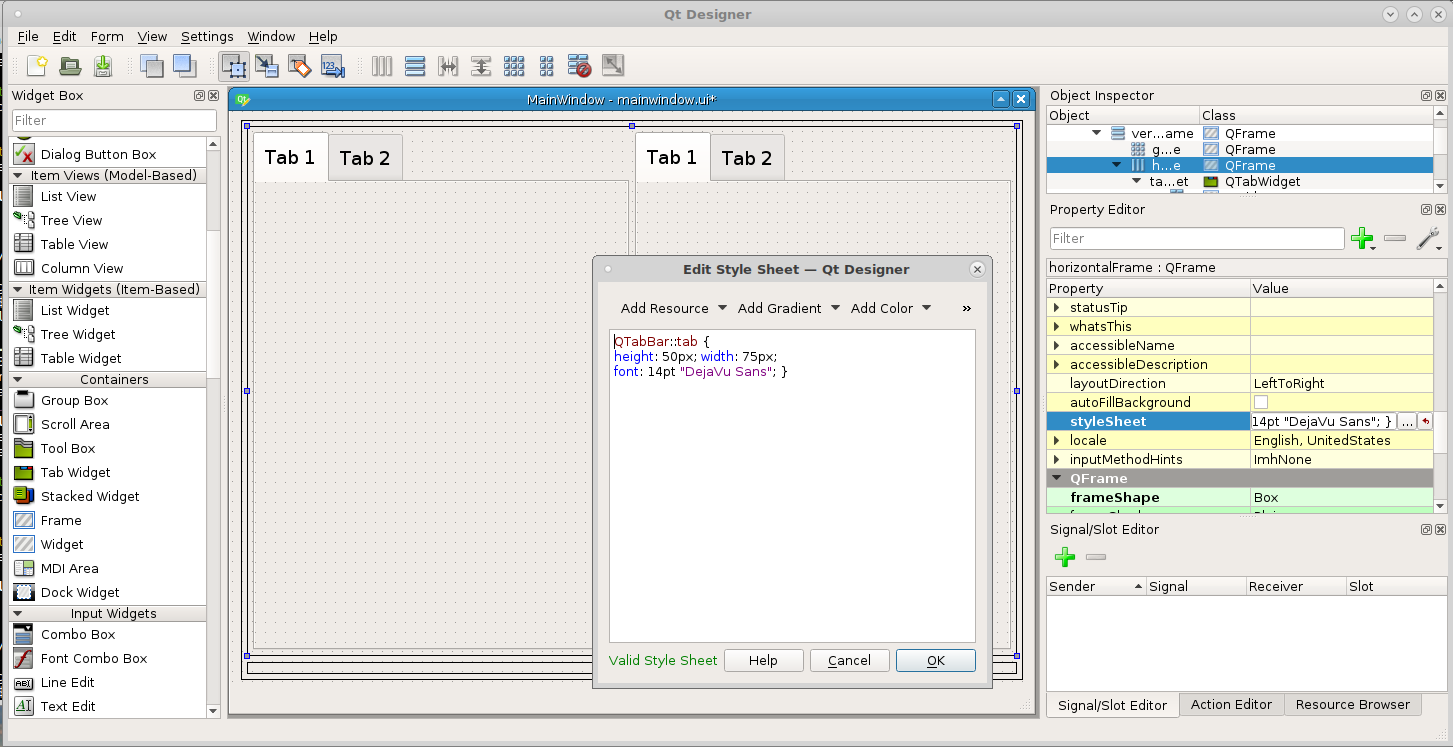 Qt Designer
File Edit Form View Settings Window Help
123
Widget Box
Filter
Dialog Button Box
Item Views (Model-Based)
List View
Tree View
Table View
Column View
Item Widgets (Item-Based)
List Widget
Tree Widget
Table Widget
Containers
Group Box
Scroll Area
Tool Box
Tab Widget
Stacked Widget
Frame
Widget
MDI Area
Dock Widget
Input Widgets
Combo Box
Font Combo Box
Line Edit
Text Edit
MainWindow - mainwindow.ui*
Tab 1 Tab 2
Tab 1 Tab 2
Edit Style Sheet — Qt Designer
Add Resource Add Gradient Add Color »
QTabBar::tab {
height: 50px; width: 75px;
font: 14pt "DejaVu Sans"; }
Valid Style Sheet Help Cancel OK
Object Inspector
Object Class
ver...ame QFrame
g...e QFrame
h...e QFrame
ta...et QTabWidget
Property Editor
Filter
horizontalFrame : QFrame
Property Value
statusTip
whatsThis
accessibleName
accessibleDescription
layoutDirection LeftToRight
autoFillBackground
styleSheet 14pt "DejaVu Sans"; } ...
locale English, UnitedStates
inputMethodHints ImhNone
QFrame
frameShape Box
Signal/Slot Editor
Sender Signal Receiver Slot
Signal/Slot Editor Action Editor Resource Browser